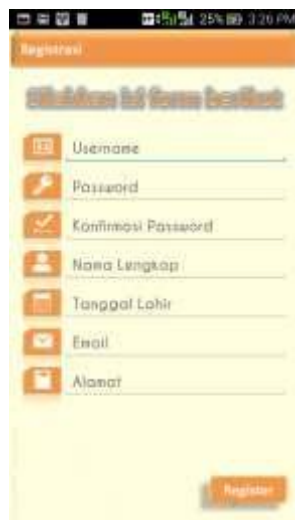 25% 3:26 PM
Registrasi
Silahkan isi form berikut
Username
Password
Konfirmasi Password
Nama Lengkap
Tanggal Lahir
Email
Alamat
Register